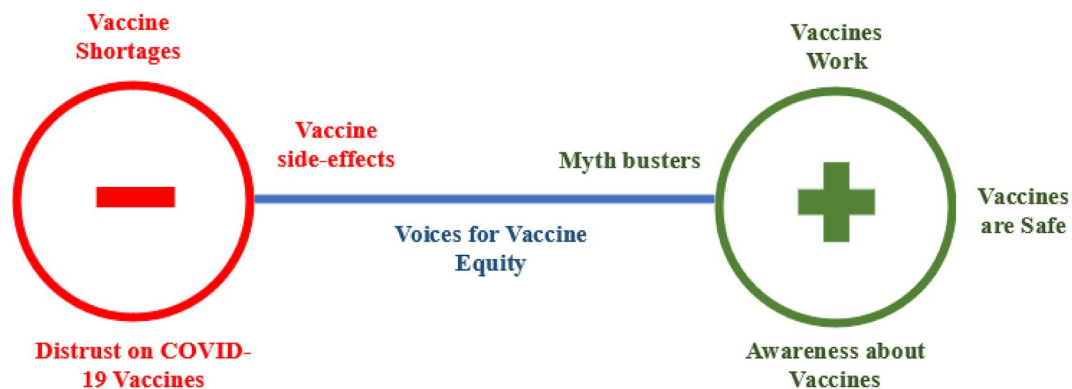 Vaccine
Shortages
Vaccines
Work
Vaccine
side-effects
Myth busters
Vaccines
are Safe
Voices for Vaccine
Equity
Distrust on COVID-
19 Vaccines
Awareness about
Vaccines